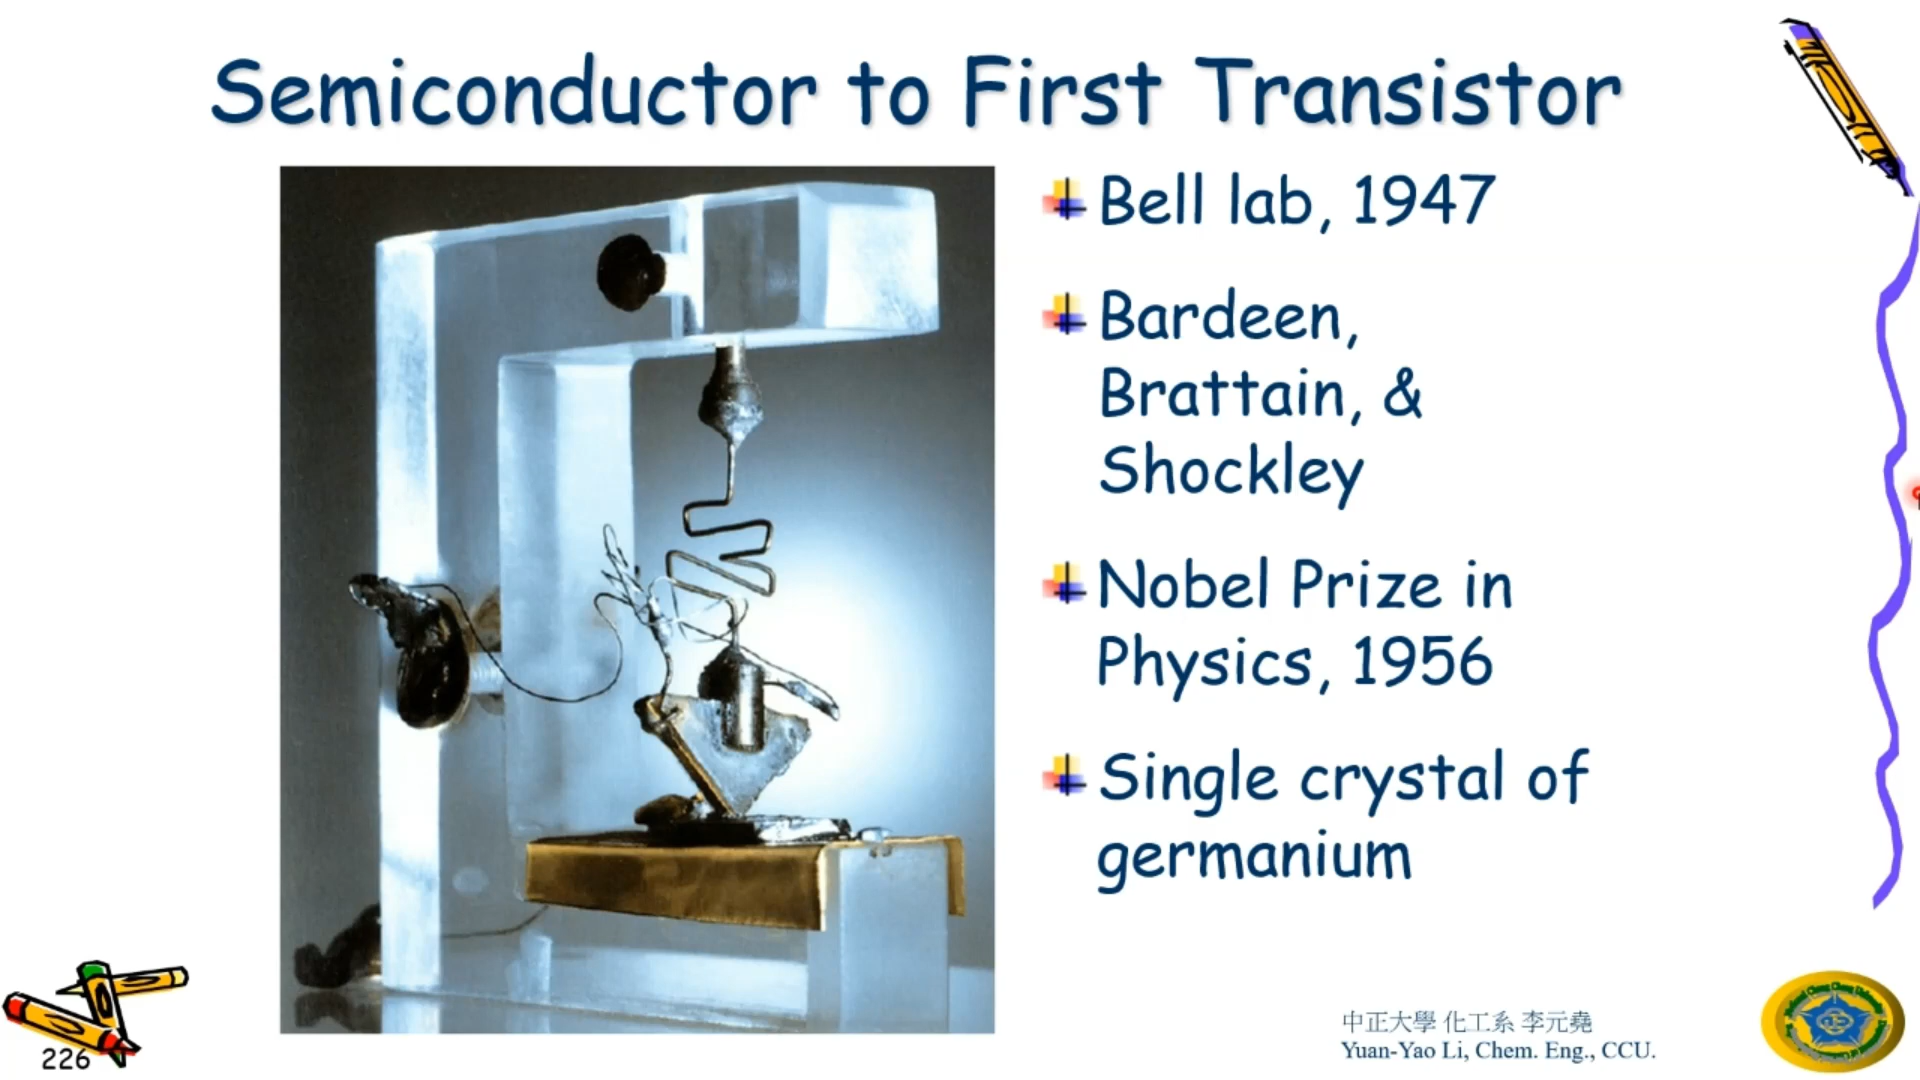 Semiconductor to First Transistor
Bell lab, 1947
Bardeen,
Brattain, &
Shockley
Nobel Prize in
Physics, 1956
Single crystal of
germanium
中正大學 化工系 李元堯
Yuan-Yao Li, Chem. Eng., CCU.
226